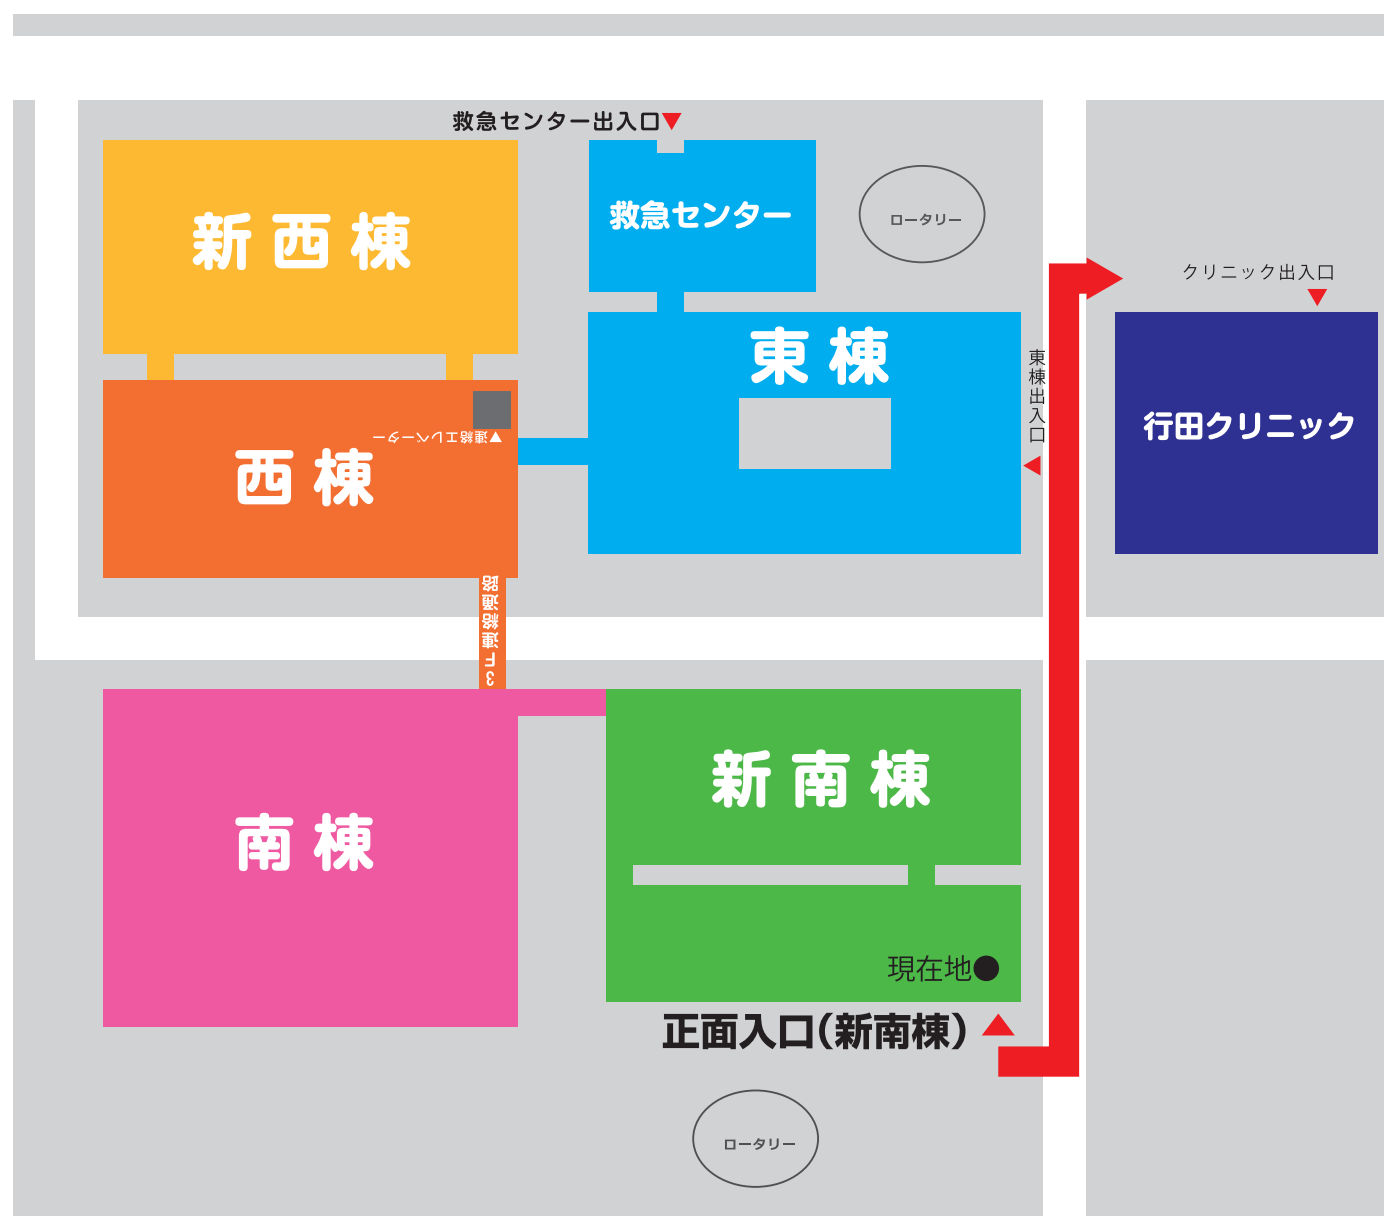 救急センター出入口▼
新西棟
救急センター
ロータリー
クリニック出入口
▼
東棟
東棟出入口
行田クリニック
▲連絡エレベーター
西棟
3F連絡通路
新南棟
南棟
現在地●
正面入口(新南棟)▲
ロータリー